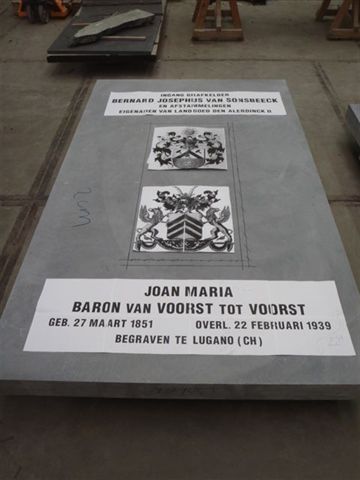 INGANG GRAFKELDER
BERNARD JOSEPHUS VAN SONSBEECK
EN AFSTAMMELINGEN
EIGENAREN VAN LANDGOED DEN ALERDINCK II
JOAN MARIA
BARON VAN VOORST TOT VOORST
GEB. 27 MAART 1851 OVERL. 22 FEBRUARI 1939
BEGRAVEN TE LUGANO (CH)